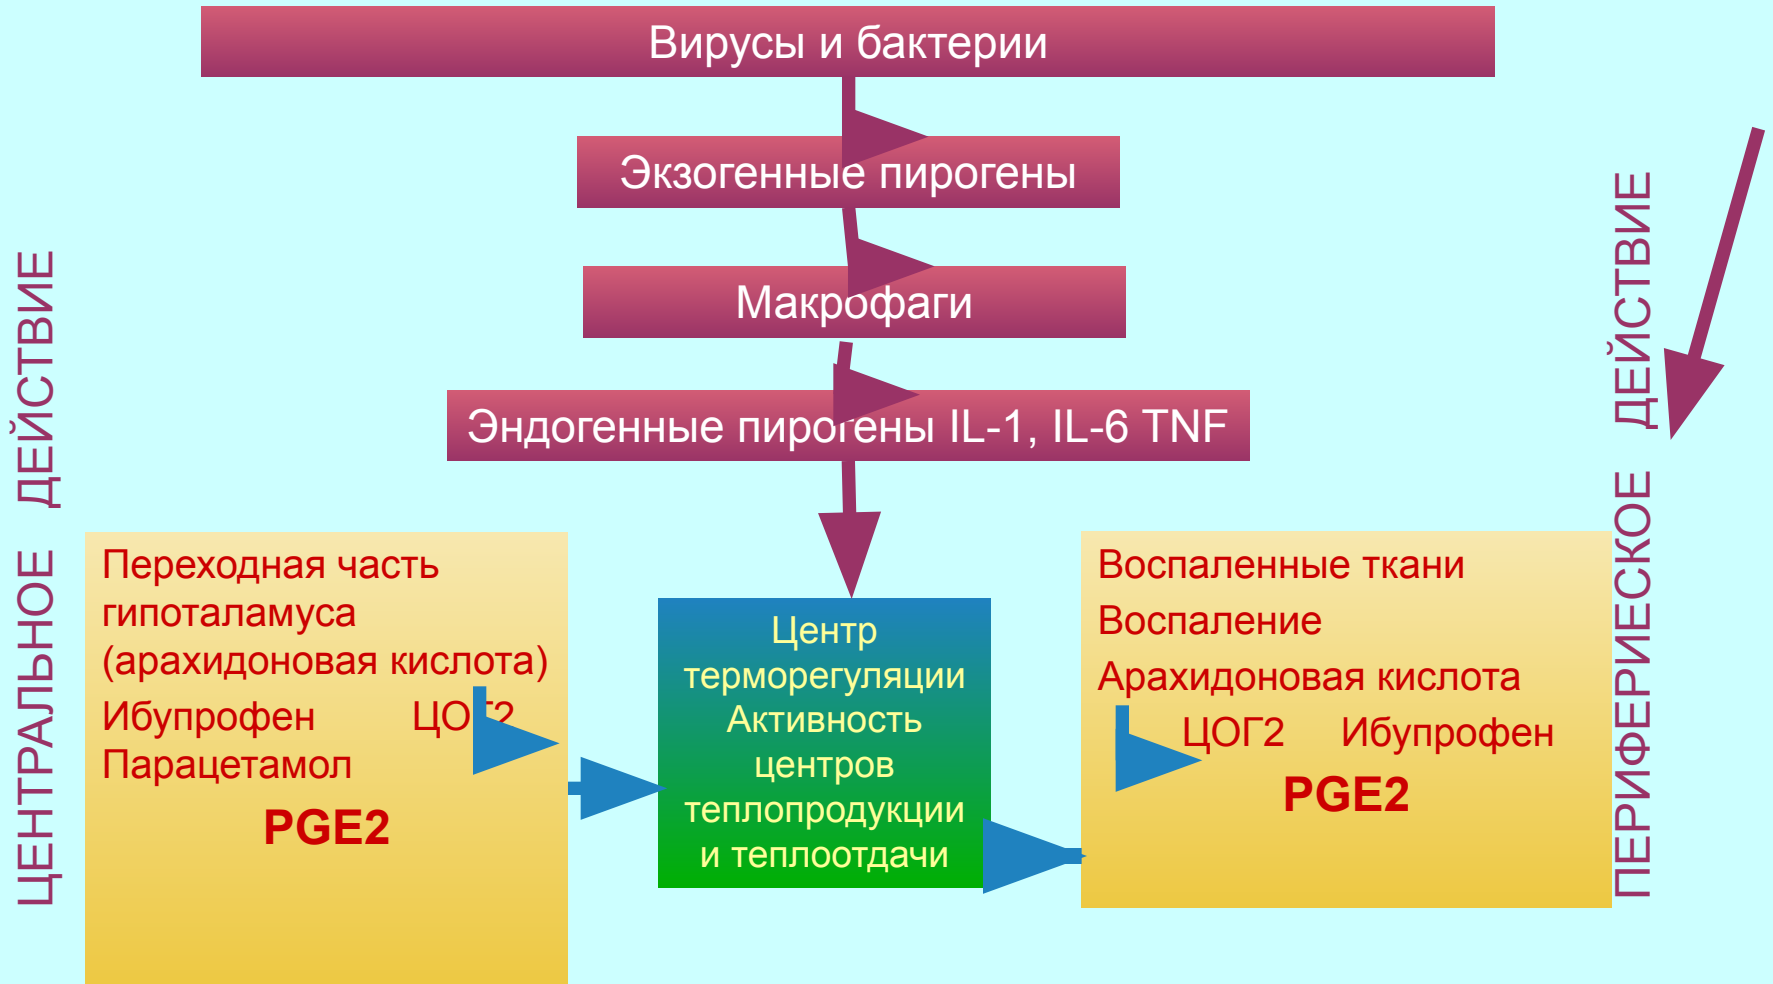 Вирусы и бактерии
Экзогенные пирогены
Макрофаги
Эндогенные пирогены IL-1, IL-6 TNF
ЦЕНТРАЛЬНОЕ ДЕЙСТВИЕ
Переходная часть
гипоталамуса
(арахидоновая кислота)
Ибупрофен ЦОГ2
Парацетамол
PGE2
Центр
терморегуляции
Активность
центров
теплопродукции
и теплоотдачи
Воспаленные ткани
Воспаление
Арахидоновая кислота
ЦОГ2 Ибупрофен
PGE2
ПЕРИФЕРИЕСКОЕ ДЕЙСТВИЕ